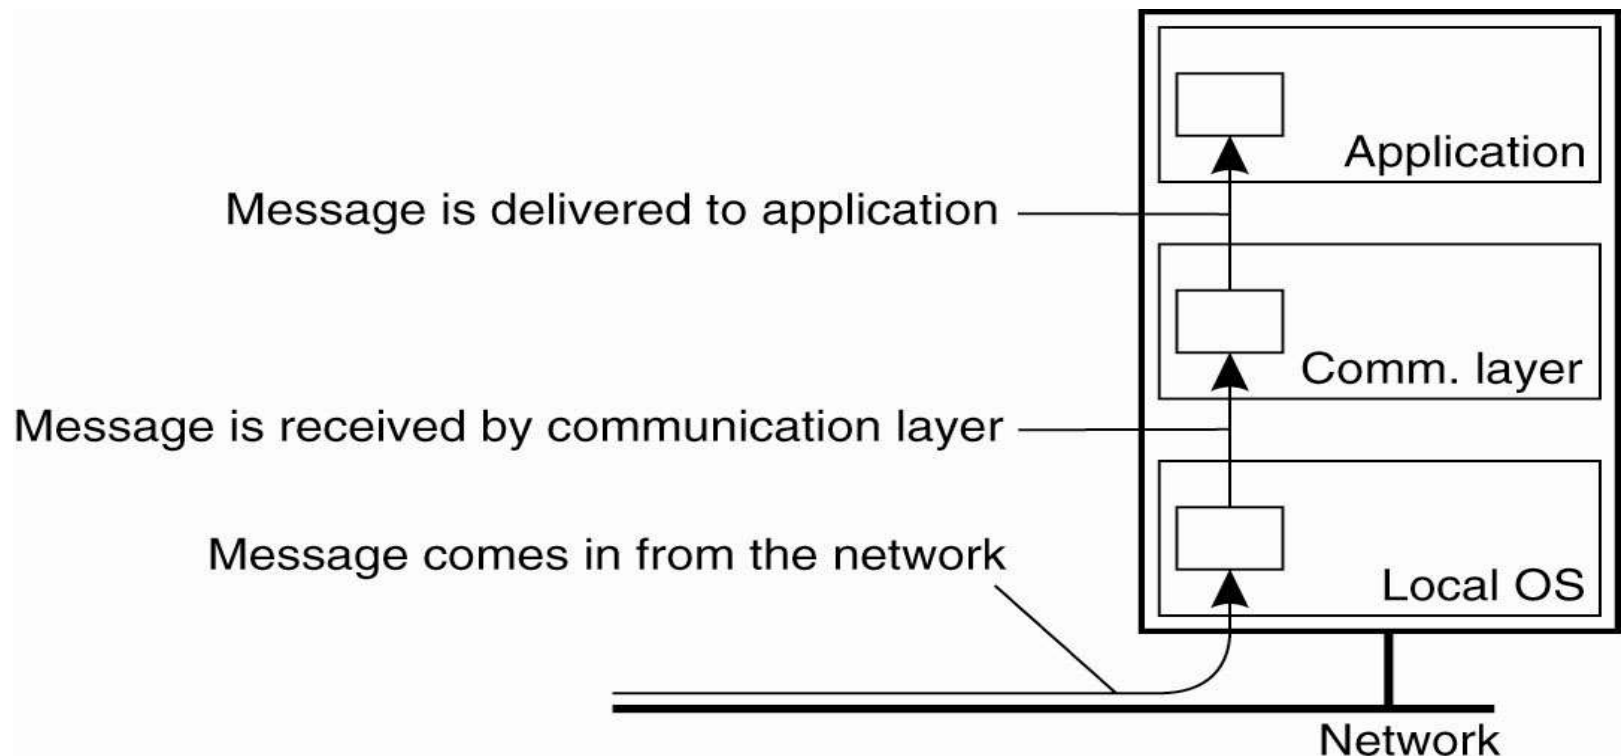 Application
Message is delivered to application
Comm. layer
Message is received by communication layer
Message comes in from the network
Local OS
Network